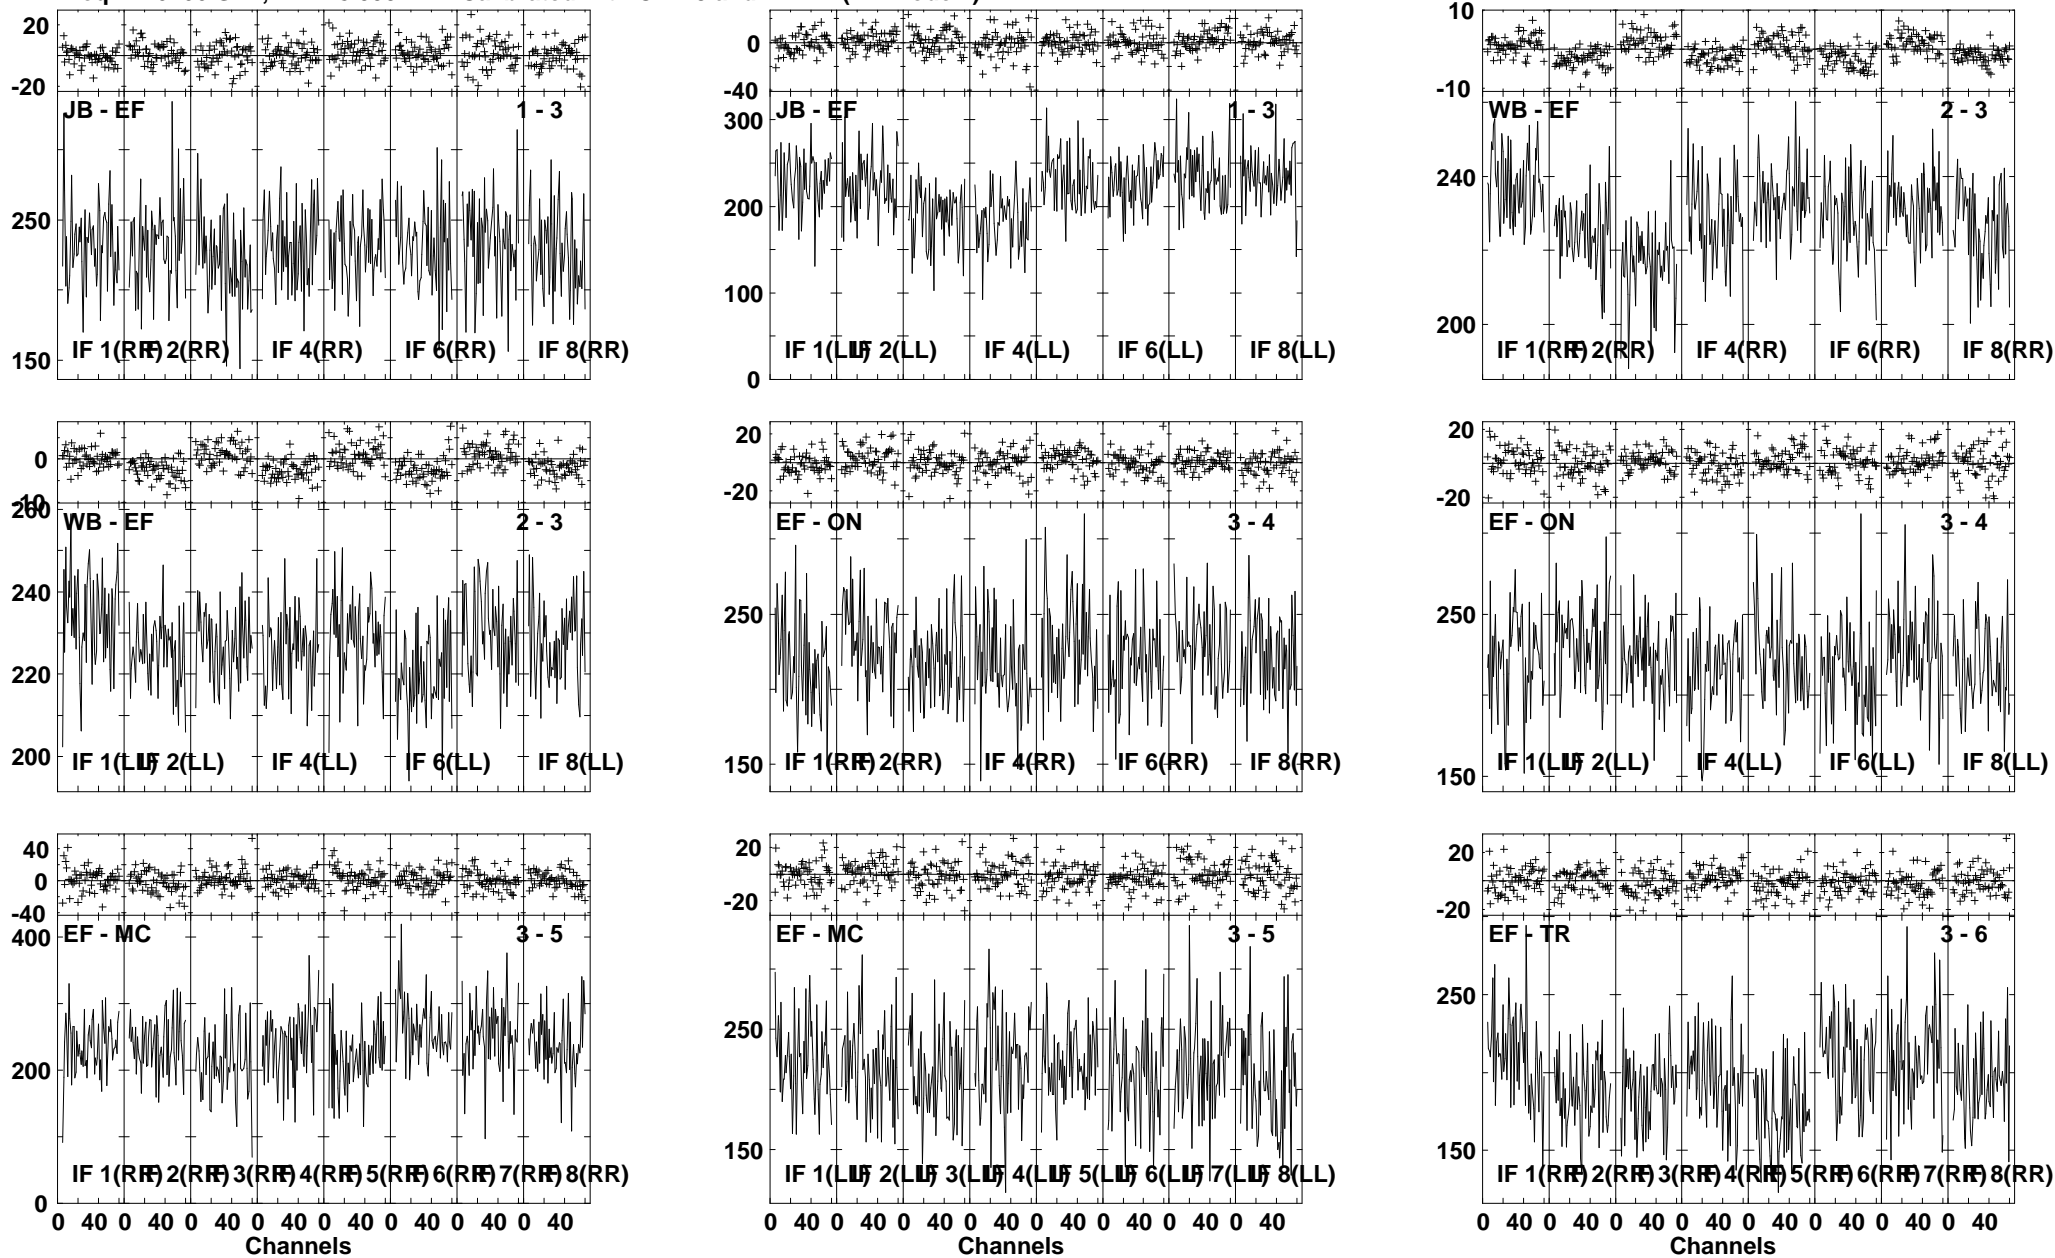 20
-20
JB - EF 1 - 3
250
150
IF 1(RR) IF 2(RR) IF 4(RR) IF 6(RR) IF 8(RR)
0
-40
JB - EF 1 - 3
300
200
100
0
IF 1(LL) IF 2(LL) IF 4(LL) IF 6(LL) IF 8(LL)
10
-10
WB - EF 2 - 3
240
200
IF 1(RR) IF 2(RR) IF 4(RR) IF 6(RR) IF 8(RR)
0
-10
260
WB - EF 2 - 3
240
220
200
IF 1(LL) IF 2(LL) IF 4(LL) IF 6(LL) IF 8(LL)
20
-20
EF - ON 3 - 4
250
150
IF 1(RR) IF 2(RR) IF 4(RR) IF 6(RR) IF 8(RR)
20
-20
EF - ON 3 - 4
250
150
IF 1(LL) IF 2(LL) IF 4(LL) IF 6(LL) IF 8(LL)
40
0
-40
EF - MC 3 - 5
400
200
0
IF 1(RR) IF 2(RR) IF 3(RR) IF 4(RR) IF 5(RR) IF 6(RR) IF 7(RR) IF 8(RR)
0 40 0 40 0 40 0 40 0 40 0 40 0 40 0 40
Channels
20
-20
EF - MC 3 - 5
250
150
IF 1(LL) IF 2(LL) IF 3(LL) IF 4(LL) IF 5(LL) IF 6(LL) IF 7(LL) IF 8(LL)
0 40 0 40 0 40 0 40 0 40 0 40 0 40 0 40
Channels
20
-20
EF - TR 3 - 6
250
150
IF 1(RR) IF 2(RR) IF 3(RR) IF 4(RR) IF 5(RR) IF 6(RR) IF 7(RR) IF 8(RR)
0 40 0 40 0 40 0 40 0 40 0 40 0 40 0 40
Channels